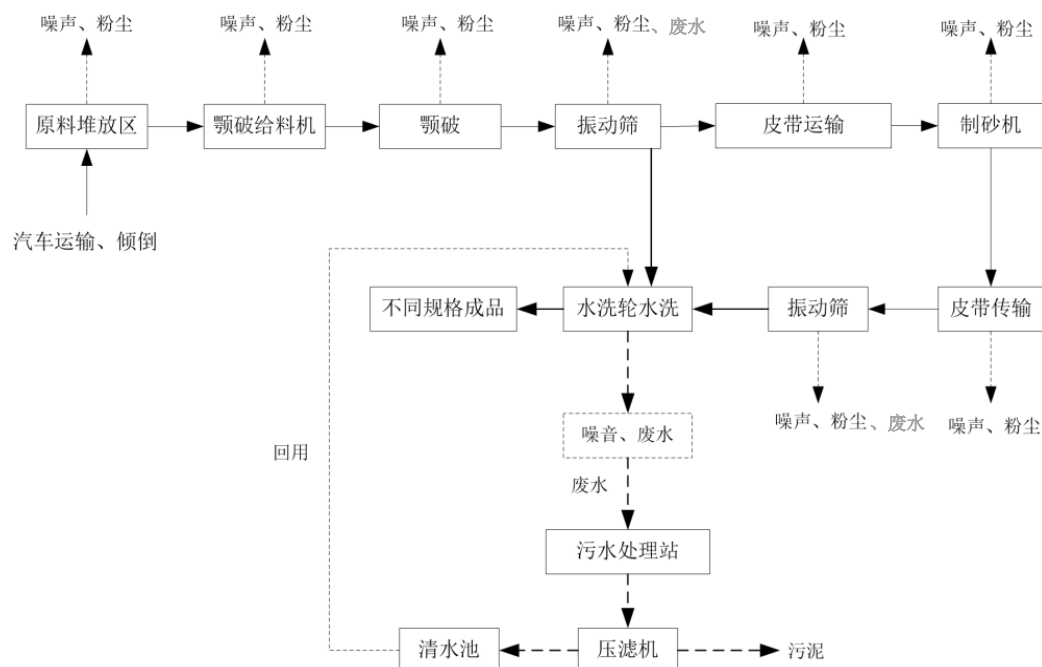 噪声、粉尘
噪声、粉尘
噪声、粉尘
噪声、粉尘、废水
噪声、粉尘
噪声、粉尘
原料堆放区
颚破给料机
颚破
振动筛
皮带运输
制砂机
汽车运输、倾倒
不同规格成品
水洗轮水洗
振动筛
皮带传输
噪声、粉尘、废水
噪声、粉尘
噪音、废水
回用
废水
污水处理站
清水池
压滤机
污泥